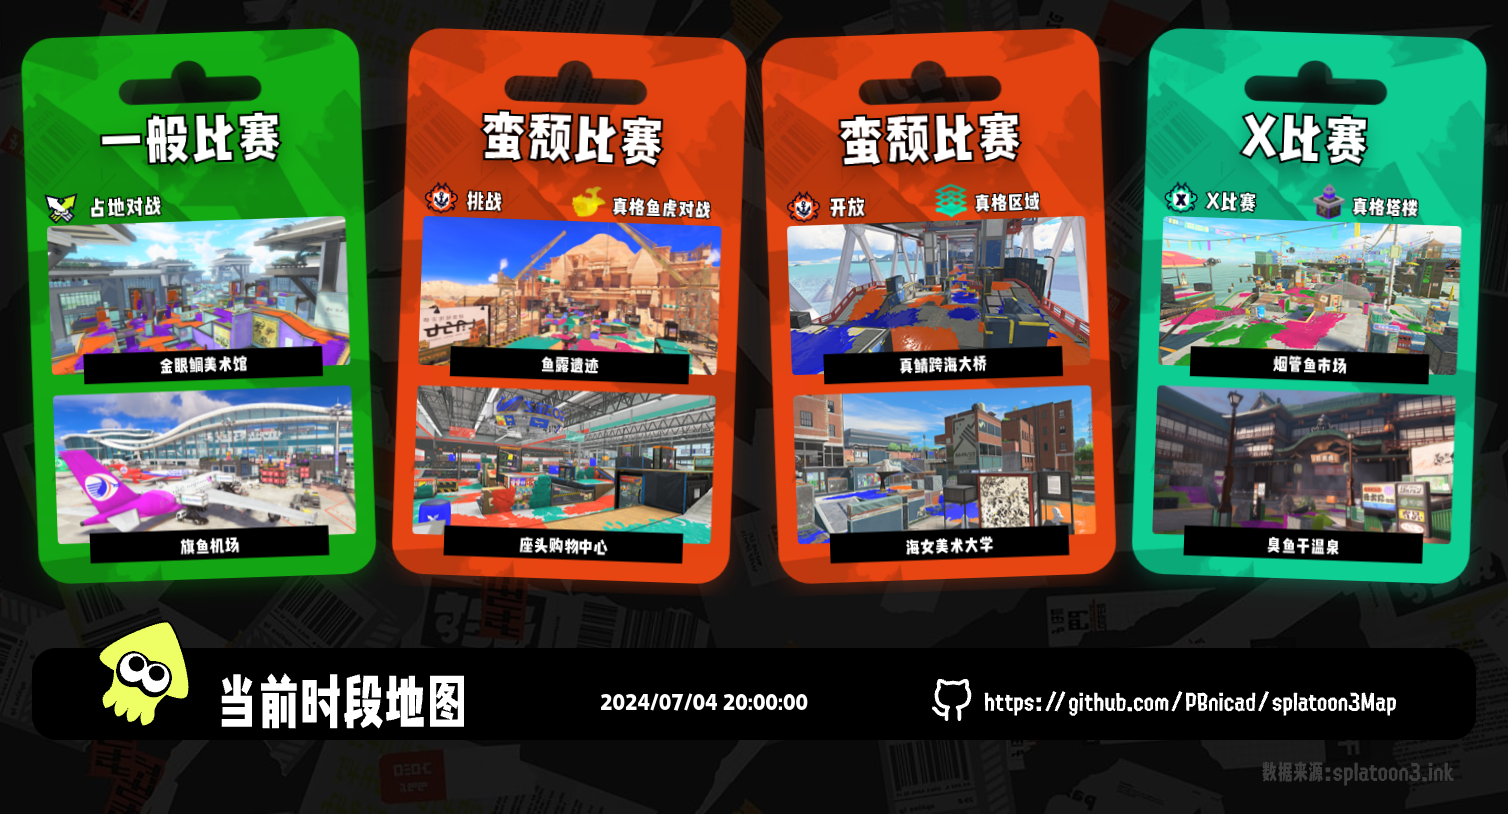 一般比赛
占地对战
金眼鲷美术馆
旗鱼机场
蛮颓比赛
挑战
真格鱼虎对战
鱼露遗迹
座头购物中心
蛮颓比赛
开放
真格区域
真鲭跨海大桥
海女美术大学
X比赛
X比赛
真格塔楼
烟管鱼市场
臭鱼干温泉
当前时段地图
2024/07/04 20:00:00
https://github.com/PBnicad/splatoon3Map
数据来源:splatoon3.ink